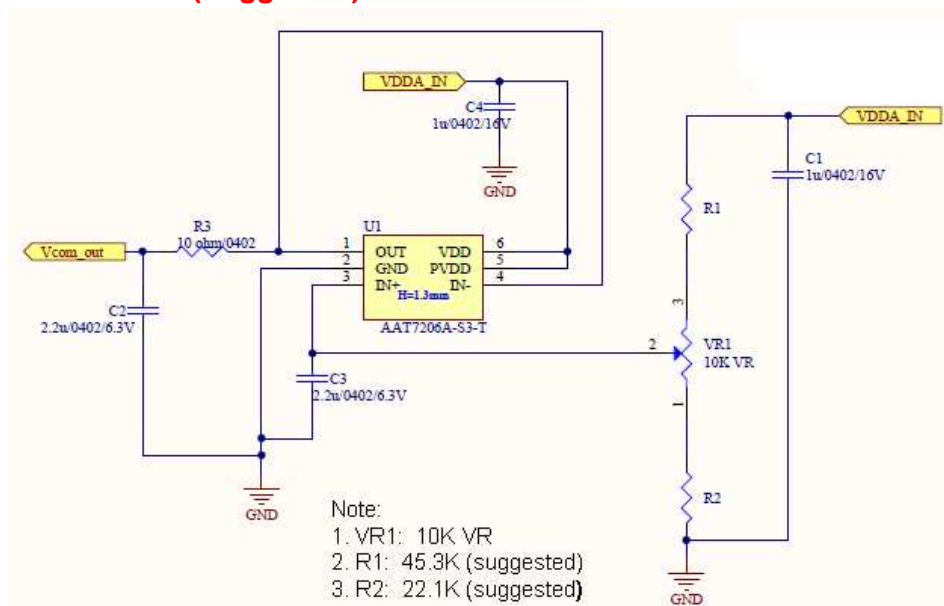 VDDA_IN
C4
1u/0402/16V
GND
VDDA_IN
C1
1u/0402/16V
R1
R3
10 ohm/0402
Vcom_out
U1
1 OUT VDD 6
2 GND PVDD 5
3 IN+ IN- 4
H=1.3mm
AAT7206A-S3-T
C2
2.2u/0402/6.3V
3
2
VR1
10K VR
C3
2.2u/0402/6.3V
1
R2
GND
GND
Note:
1. VR1: 10K VR
2. R1: 45.3K (suggested)
3. R2: 22.1K (suggested)